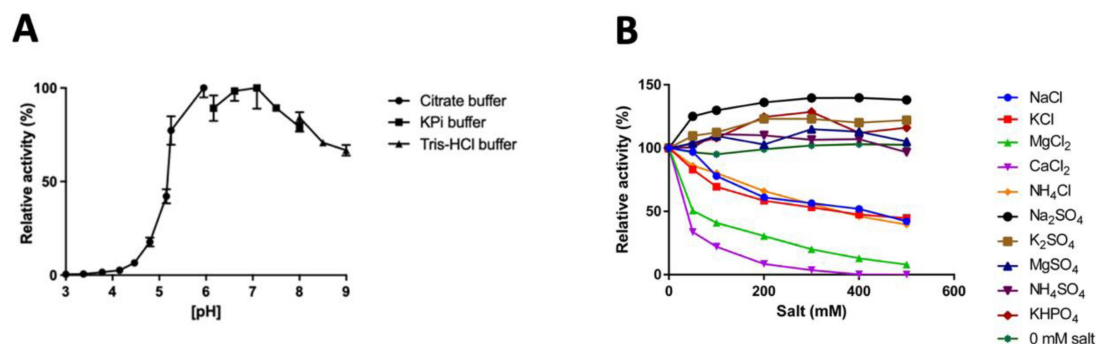 A
B
Relative activity (%)
100
50
0
3 4 5 6 7 8 9
[pH]
Citrate buffer
KPi buffer
Tris-HCl buffer
Relative activity (%)
150
100
50
0
0 200 400 600
Salt (mM)
NaCl
KCl
MgCl₂
CaCl₂
NH₄Cl
Na₂SO₄
K₂SO₄
MgSO₄
NH₄SO₄
KHPO₄
0 mM salt